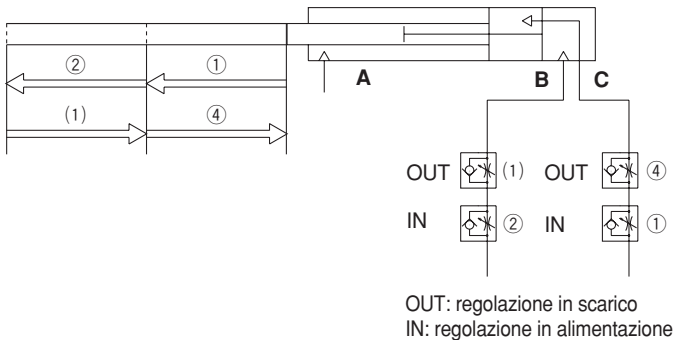 ② ①
(1) ④
A B C
OUT (1) OUT ④
IN ② IN ①
OUT: regolazione in scarico
IN: regolazione in alimentazione